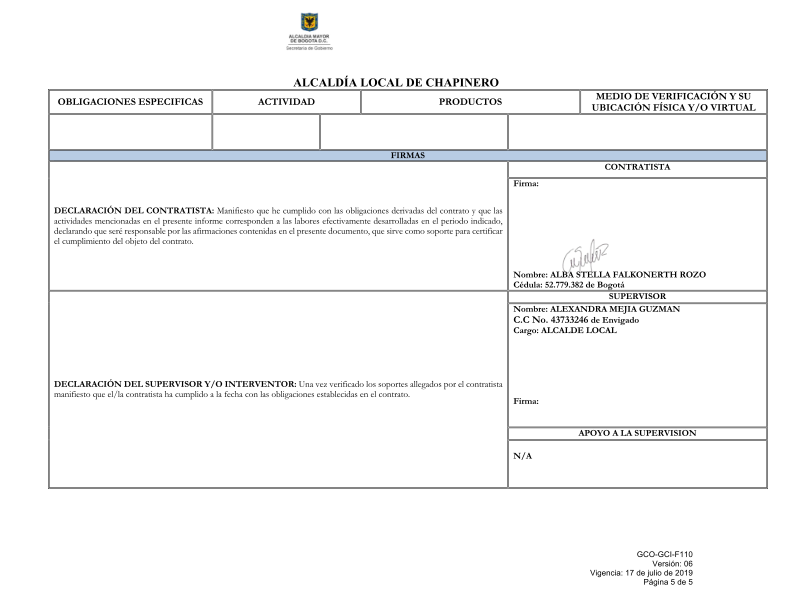 ALCALDÍA MAYOR
DE BOGOTÁ D.C.
Secretaría de Gobierno
ALCALDÍA LOCAL DE CHAPINERO
OBLIGACIONES ESPECIFICAS
ACTIVIDAD
PRODUCTOS
MEDIO DE VERIFICACIÓN Y SU
UBICACIÓN FÍSICA Y/O VIRTUAL
FIRMAS
CONTRATISTA
Firma:
DECLARACIÓN DEL CONTRATISTA: Manifiesto que he cumplido con las obligaciones derivadas del contrato y que las
actividades mencionadas en el presente informe corresponden a las labores efectivamente desarrolladas en el periodo indicado,
declarando que seré responsable por las afirmaciones contenidas en el presente documento, que sirve como soporte para certificar
el cumplimiento del objeto del contrato.
Nombre: ALBA STELLA FALKONERTH ROZO
Cédula: 52.779.382 de Bogotá
SUPERVISOR
Nombre: ALEXANDRA MEJIA GUZMAN
C.C No. 43733246 de Envigado
Cargo: ALCALDE LOCAL
DECLARACIÓN DEL SUPERVISOR Y/O INTERVENTOR: Una vez verificado los soportes allegados por el contratista
manifiesto que el/la contratista ha cumplido a la fecha con las obligaciones establecidas en el contrato.
Firma:
APOYO A LA SUPERVISION
N/A
GCO-GCI-F110
Versión: 06
Vigencia: 17 de julio de 2019
Página 5 de 5